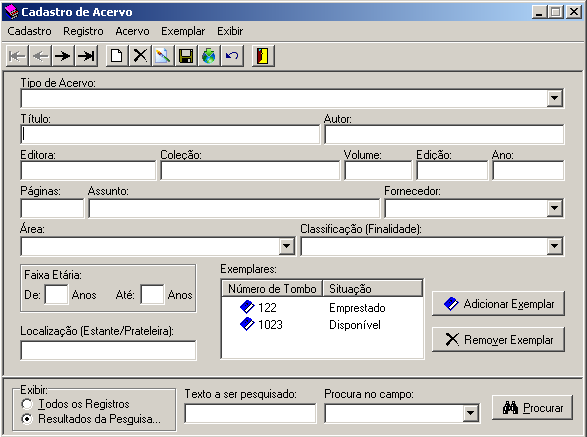 Cadastro de Acervo
Cadastro Registro Acervo Exemplar Exibir
Tipo de Acervo:
Título: Autor:
Editora: Coleção: Volume: Edição: Ano:
Páginas: Assunto: Fornecedor:
Área: Classificação (Finalidade):
Faixa Etária: Exemplares:
Número de Tombo Situação
De: Anos Até: Anos
122 Emprestado Adicionar Exemplar
1023 Disponível
Localização (Estante/Prateleira): Remover Exemplar
Exibir: Texto a ser pesquisado: Procura no campo:
Todos os Registros
Resultados da Pesquisa... Procurar